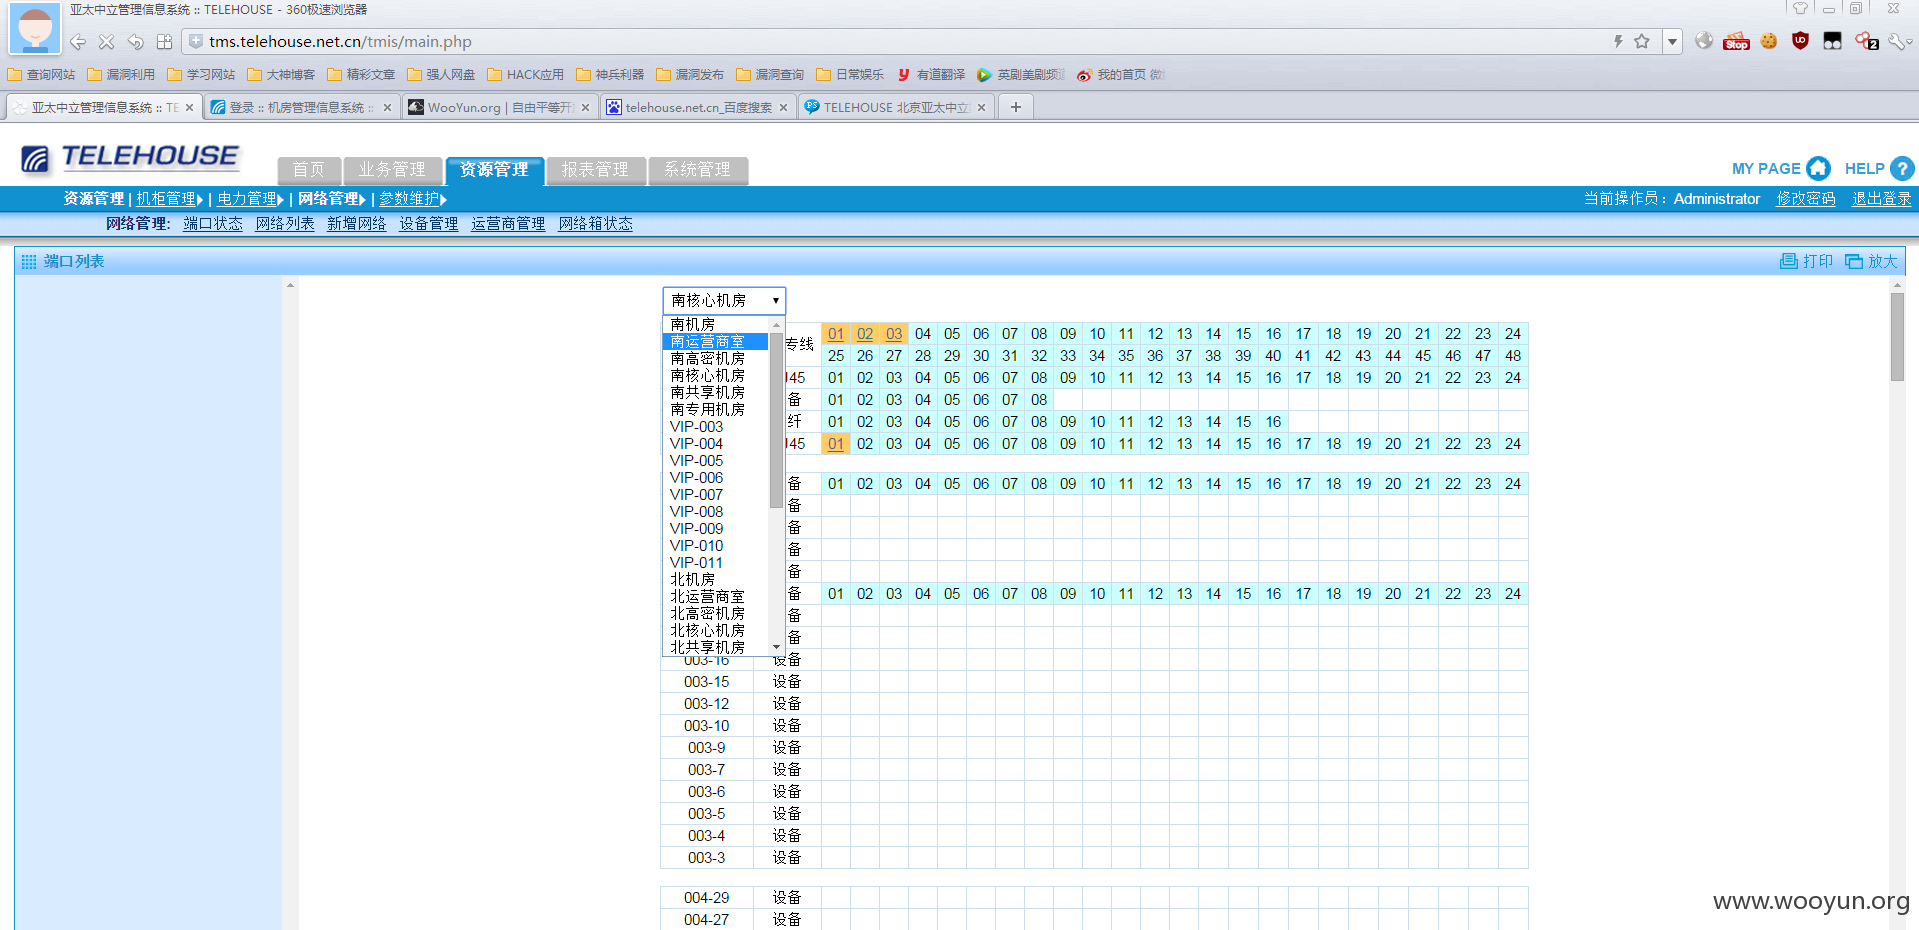 亚太中立管理信息系统 :: TELEHOUSE - 360极速浏览器
tms.telehouse.net.cn/tmis/main.php
Stop
2
查询网站 漏洞利用 学习网站 大神博客 精彩文章 强人网盘 HACK应用 神兵利器 漏洞发布 漏洞查询 日常娱乐 有道翻译 英剧美剧频道 我的首页 微
亚太中立管理信息系统 :: TE 登录 :: 机房管理信息系统 :: WooYun.org | 自由平等开 telehouse.net.cn_百度搜索 TELEHOUSE 北京亚太中立
TELEHOUSE
首页 业务管理 资源管理 报表管理 系统管理
MY PAGE HELP ?
资源管理 | 机柜管理 | 电力管理 | 网络管理 | 参数维护
当前操作员： Administrator 修改密码 退出登录
网络管理: 端口状态 网络列表 新增网络 设备管理 运营商管理 网络箱状态
端口列表
打印 放大
南核心机房
南机房
南运营商室
南高密机房
南核心机房
南共享机房
南专用机房
VIP-003
VIP-004
VIP-005
VIP-006
VIP-007
VIP-008
VIP-009
VIP-010
VIP-011
北机房
北运营商室
北高密机房
北核心机房
北共享机房
专线 01 02 03 04 05 06 07 08 09 10 11 12 13 14 15 16 17 18 19 20 21 22 23 24
25 26 27 28 29 30 31 32 33 34 35 36 37 38 39 40 41 42 43 44 45 46 47 48
J45 01 02 03 04 05 06 07 08 09 10 11 12 13 14 15 16 17 18 19 20 21 22 23 24
备 01 02 03 04 05 06 07 08
纤 01 02 03 04 05 06 07 08 09 10 11 12 13 14 15 16
J45 01 02 03 04 05 06 07 08 09 10 11 12 13 14 15 16 17 18 19 20 21 22 23 24
备 01 02 03 04 05 06 07 08 09 10 11 12 13 14 15 16 17 18 19 20 21 22 23 24
备
备
备
备
备 01 02 03 04 05 06 07 08 09 10 11 12 13 14 15 16 17 18 19 20 21 22 23 24
备
备
003-16 设备
003-15 设备
003-12 设备
003-10 设备
003-9 设备
003-7 设备
003-6 设备
003-5 设备
003-4 设备
003-3 设备
004-29 设备
004-27 设备
www.wooyun.org